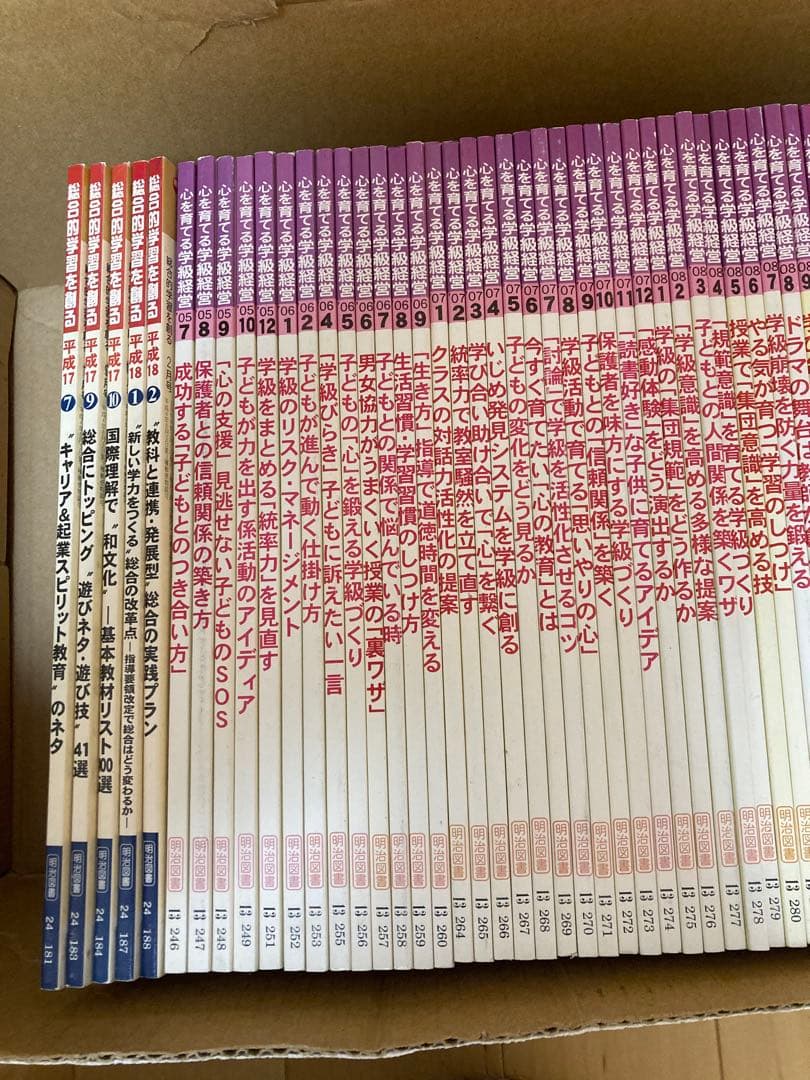 総合的学習を創る 平成17 7 〝キャリア&起業スピリット教育〟のネタ 明治図書 24 181
総合的学習を創る 平成17 9 総合にトッピング〝遊びネタ・遊び技〟41選 明治図書 24 183
総合的学習を創る 平成17 10 国際理解で〝和文化〟―基本教材リスト100選 明治図書 24 184
総合的学習を創る 平成18 1 〝新しい学力をつくる〟総合の改革点―指導要領改定で総合はどう変わるか― 明治図書 24 187
総合的学習を創る 平成18 2 〝教科と連携・発展型〟総合の実践プラン 明治図書 24 188
心を育てる学級経営 05 7 成功する「子どもとのつき合い方」 明治図書 13 246
心を育てる学級経営 05 8 保護者との信頼関係の築き方 明治図書 13 247
心を育てる学級経営 05 9 「心の支援」見逃せない子どものSOS 明治図書 13 248
心を育てる学級経営 05 10 子どもが力を出す係活動のアイディア 明治図書 13 249
心を育てる学級経営 05 12 学級をまとめる「統率力」を見直す 明治図書 13 251
心を育てる学級経営 06 1 学級のリスク・マネージメント 明治図書 13 252
心を育てる学級経営 06 2 子どもが進んで動く仕掛け方 明治図書 13 253
心を育てる学級経営 06 4 「学級びらき」子どもに訴えたい一言 明治図書 13 255
心を育てる学級経営 06 5 子どもの「心」を鍛える学級づくり 明治図書 13 256
心を育てる学級経営 06 6 男女協力がうまくいく授業の「裏ワザ」 明治図書 13 257
心を育てる学級経営 06 7 子どもとの関係で悩んでいる時 明治図書 13 258
心を育てる学級経営 06 8 生活習慣・学習習慣のしつけ方 明治図書 13 259
心を育てる学級経営 06 9 「生き方」指導で道徳時間を変える 明治図書 13 260
心を育てる学級経営 07 1 クラスの対話力活性化の提案 明治図書 13 264
心を育てる学級経営 07 2 統率力で教室騒然を立て直す 明治図書 13 265
心を育てる学級経営 07 3 学び合い助け合いで「心」を繋ぐ 明治図書 13 266
心を育てる学級経営 07 4 いじめ発見システムを学級に創る 明治図書 13 267
心を育てる学級経営 07 5 子どもの変化をどう見るか 明治図書 13 268
心を育てる学級経営 07 6 今すぐ育てたい「心の教育」とは 明治図書 13 269
心を育てる学級経営 07 7 「討論」で学級を活性化させるコツ 明治図書 13 270
心を育てる学級経営 07 8 学級活動で育てる「思いやりの心」 明治図書 13 271
心を育てる学級経営 07 9 子どもとの「信頼関係」を築く 明治図書 13 272
心を育てる学級経営 07 10 保護者を味方にする学級づくり 明治図書 13 273
心を育てる学級経営 07 11 「読書好き」な子供に育てるアイデア 明治図書 13 274
心を育てる学級経営 07 12 「感動体験」をどう演出するか 明治図書 13 275
心を育てる学級経営 08 1 学級の「集団規範」をどう作るか 明治図書 13 276
心を育てる学級経営 08 2 「学級意識」を高める多様な提案 明治図書 13 277
心を育てる学級経営 08 3 子どもとの「人間関係を築くワザ 明治図書 13 278
心を育てる学級経営 08 4 「規範意識」を育てる学級づくり 明治図書 13 279
心を育てる学級経営 08 5 授業で「集団意識」を高める技 明治図書 13 280
心を育てる学級経営 08 6 やる気が育つ「学習のしつけ」
心を育てる学級経営 08 7 学級崩壊を防ぐ力量を鍛える
心を育てる学級経営 08 8 ドラマの舞台は
心を育てる学級経営 08 9